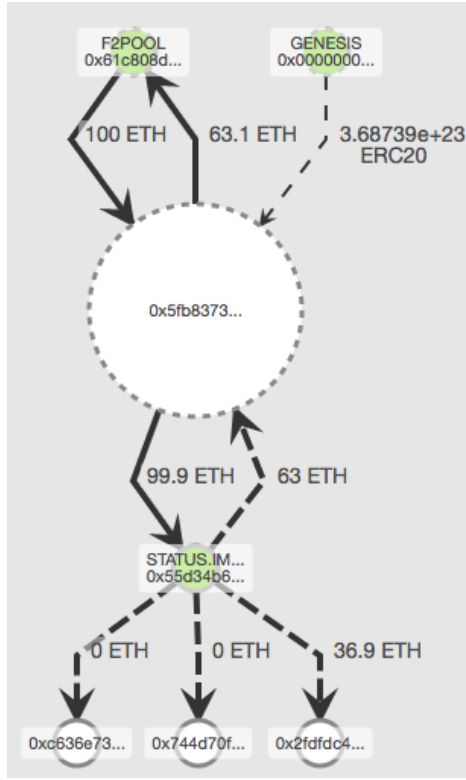 F2POOL
0x61c808d...
GENESIS
0x0000000...
100 ETH
63.1 ETH
3.68739e+23
ERC20
0x5fb8373...
99.9 ETH
63 ETH
STATUS.IM...
0x55d34b6...
0 ETH
0 ETH
36.9 ETH
0xc636e73...
0x744d70f...
0x2fdfdc4...